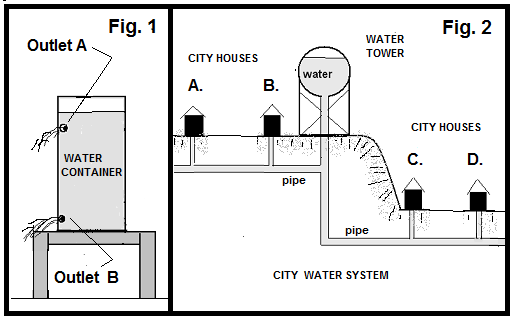 Fig. 1
Outlet A
WATER
CONTAINER
Outlet B
Fig. 2
WATER
TOWER
CITY HOUSES
water
A.
B.
CITY HOUSES
C.
D.
pipe
pipe
CITY WATER SYSTEM